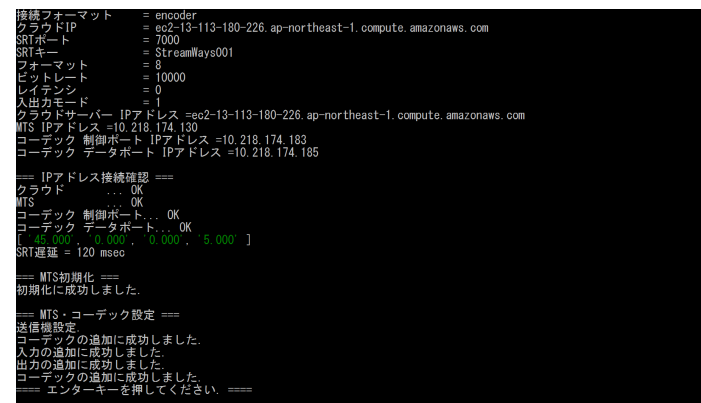 接続フォーマット = encoder
クラウドIP = ec2-13-113-180-226.ap-northeast-1.compute.amazonaws.com
SRTポート = 7000
SRTキー = StreamWays001
フォーマット = 8
ビットレート = 10000
レイテンシ = 0
入出力モード = 1
クラウドサーバー IPアドレス =ec2-13-113-180-226.ap-northeast-1.compute.amazonaws.com
MTS IPアドレス =10.218.174.130
コーデック 制御ポート IPアドレス =10.218.174.183
コーデック データポート IPアドレス =10.218.174.185
=== IPアドレス接続確認 ===
クラウド ... OK
MTS ... OK
コーデック 制御ポート... OK
コーデック データポート... OK
[ '45.000', '0.000', '0.000', '5.000' ]
SRT遅延 = 120 msec
=== MTS初期化 ===
初期化に成功しました.
=== MTS・コーデック設定 ===
送信機設定.
コーデックの追加に成功しました.
入力の追加に成功しました.
出力の追加に成功しました.
コーデックの追加に成功しました.
==== エンターキーを押してください. ====